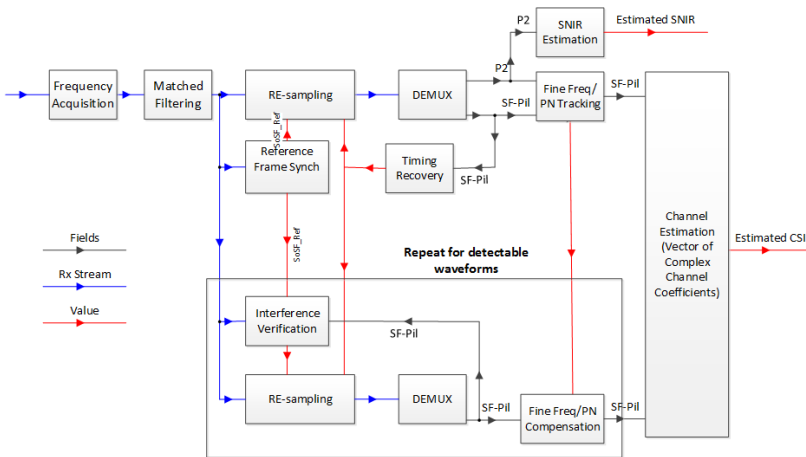 P2
SNIR
Estimation
Estimated SNIR
Frequency
Acquisition
Matched
Filtering
RE-sampling
DEMUX
P2
SF-Pil
Fine Freq/
PN Tracking
SF-Pil
SoSF_Ref
Reference
Frame Synch
Timing
Recovery
SF-Pil
Fields
Rx Stream
Value
SoSF_Ref
Repeat for detectable
waveforms
Channel
Estimation
(Vector of
Complex
Channel
Coefficients)
Estimated CSI
Interference
Verification
SF-Pil
RE-sampling
DEMUX
SF-Pil
Fine Freq/PN
Compensation
SF-Pil